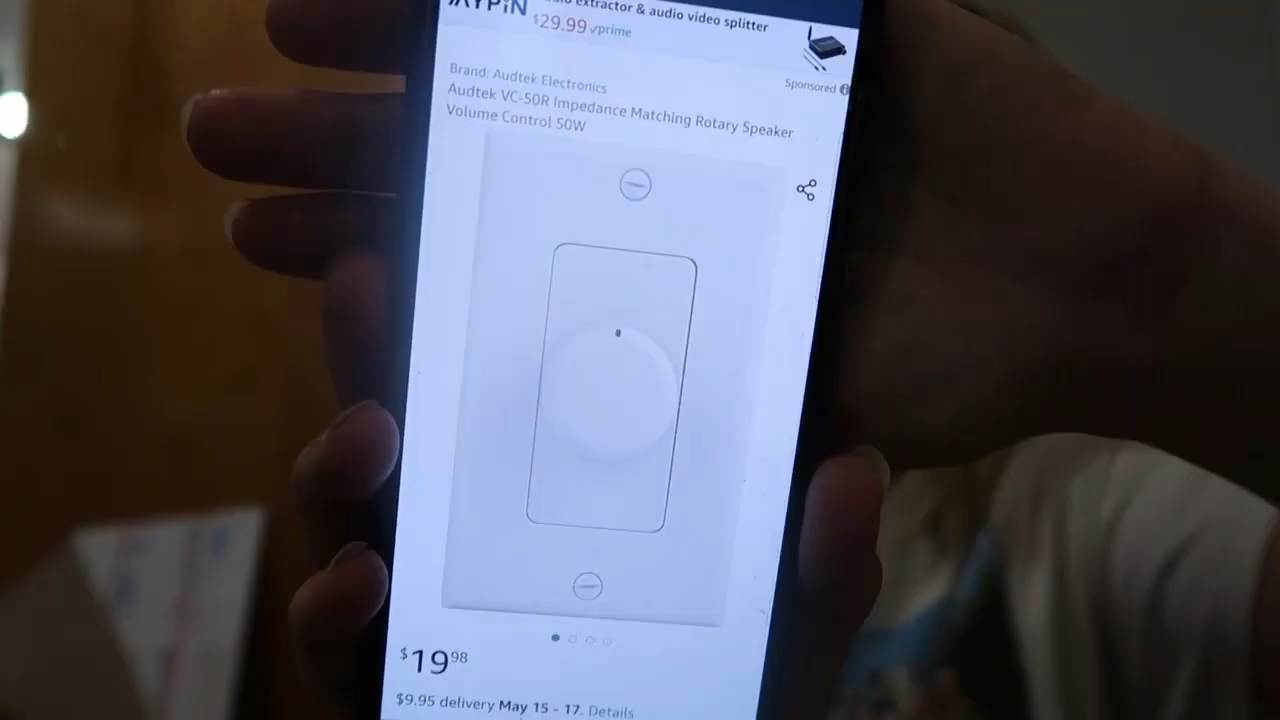 extractor & audio video splitter
$29.99 prime
Sponsored
Brand: Audtek Electronics
Audtek VC-50R Impedance Matching Rotary Speaker
Volume Control 50W
$19.98
$9.95 delivery May 15 - 17. Details